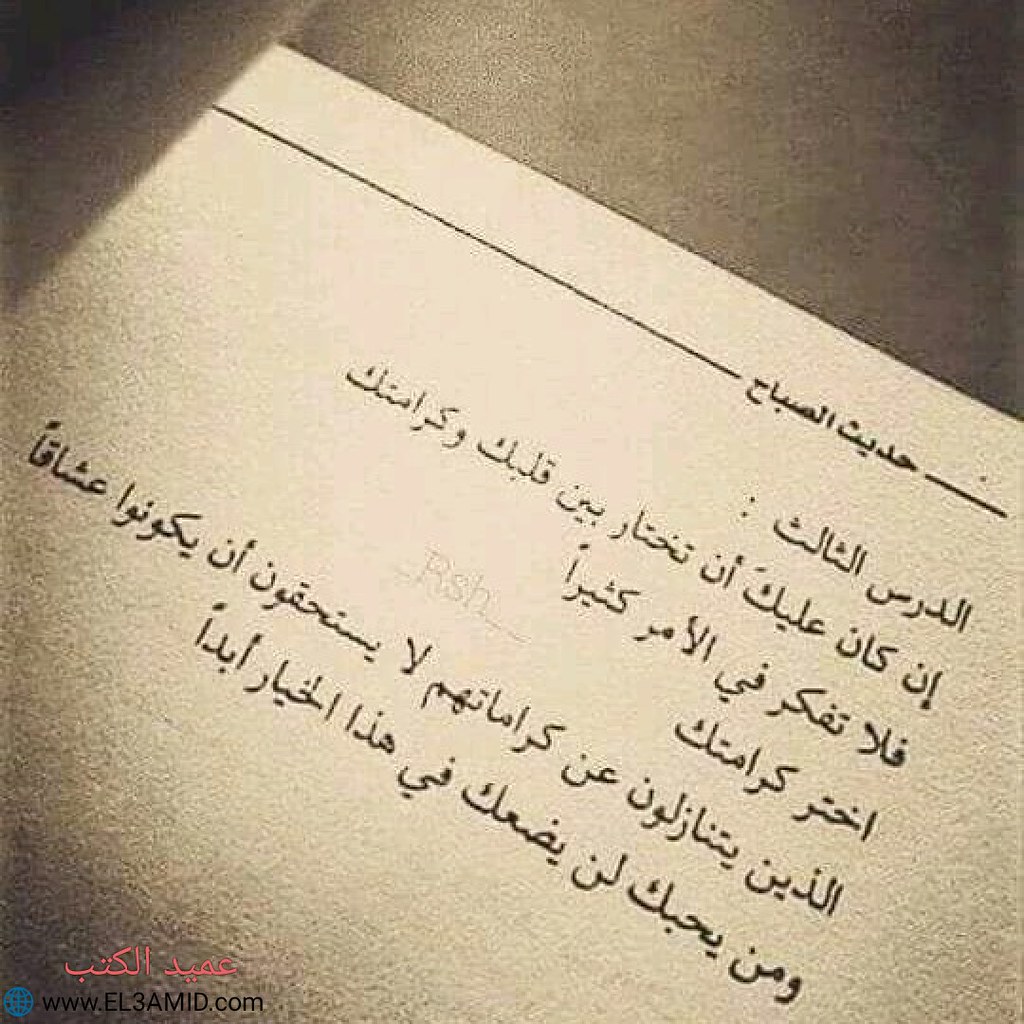 حديث الصباح
الدرس الثالث :
إن كان عليكَ أن تختار بين قلبك وكرامتك
فلا تفكر في الأمر كثيراً
اختر كرامتك
الذين يتنازلون عن كراماتهم لا يستحقون أن يكونوا عشاقاً
ومن يحبك لن يضعك في هذا الخيار أبداً
_Rsh_
عميد الكتب
www.EL3AMID.com